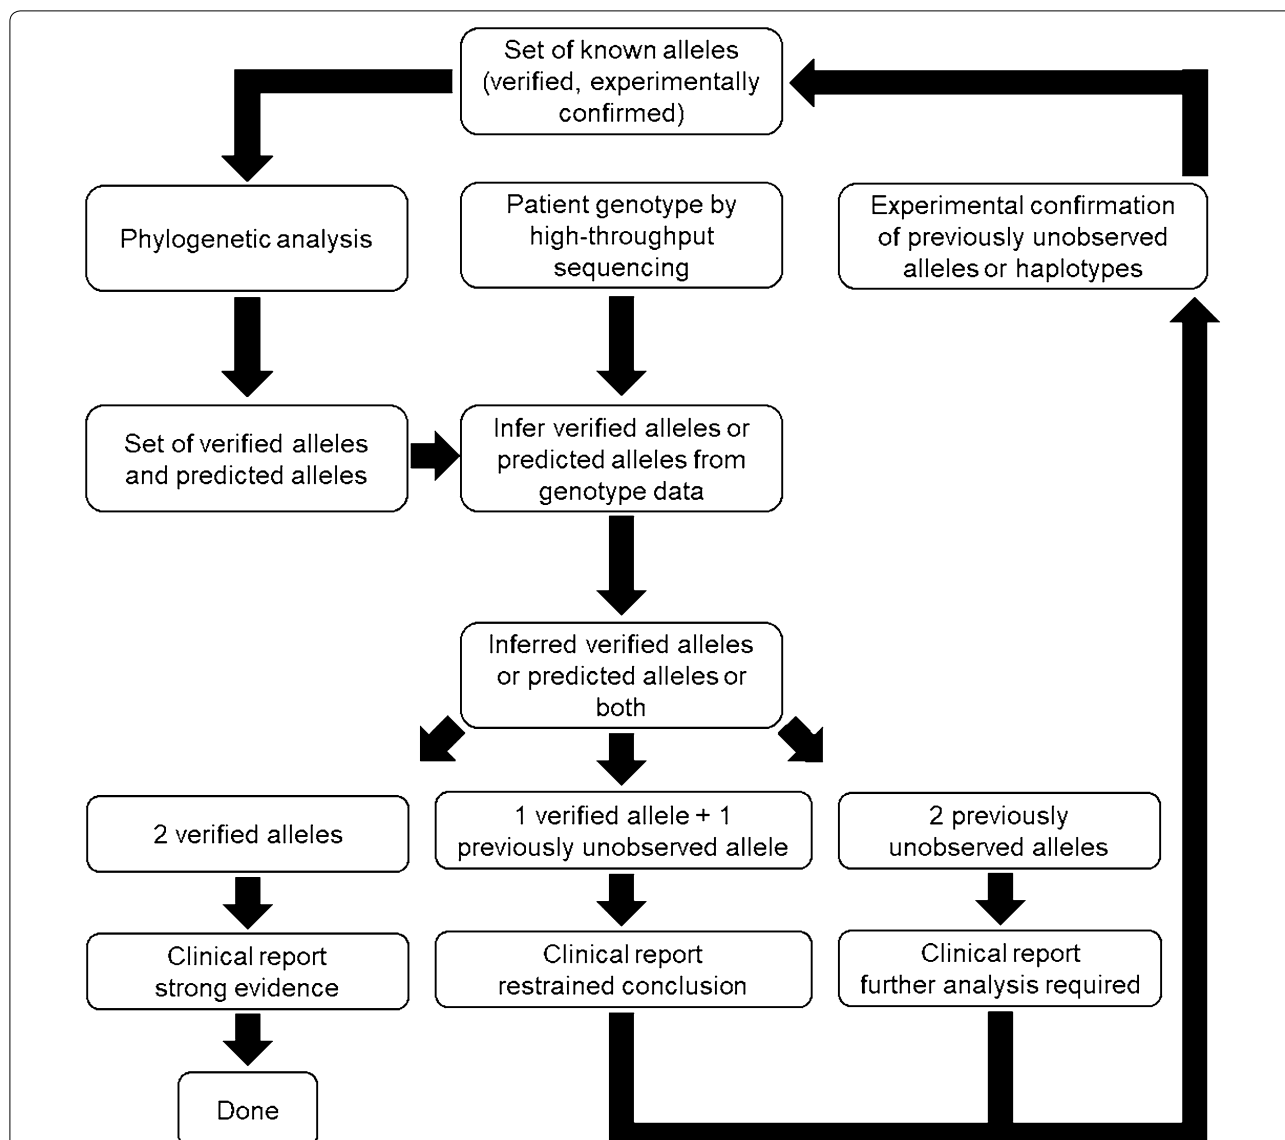 Set of known alleles
(verified, experimentally
confirmed)
Phylogenetic analysis
Patient genotype by
high-throughput
sequencing
Experimental confirmation
of previously unobserved
alleles or haplotypes
Set of verified alleles
and predicted alleles
Infer verified alleles or
predicted alleles from
genotype data
Inferred verified alleles
or predicted alleles or
both
2 verified alleles
1 verified allele + 1
previously unobserved allele
2 previously
unobserved alleles
Clinical report
strong evidence
Clinical report
restrained conclusion
Clinical report
further analysis required
Done